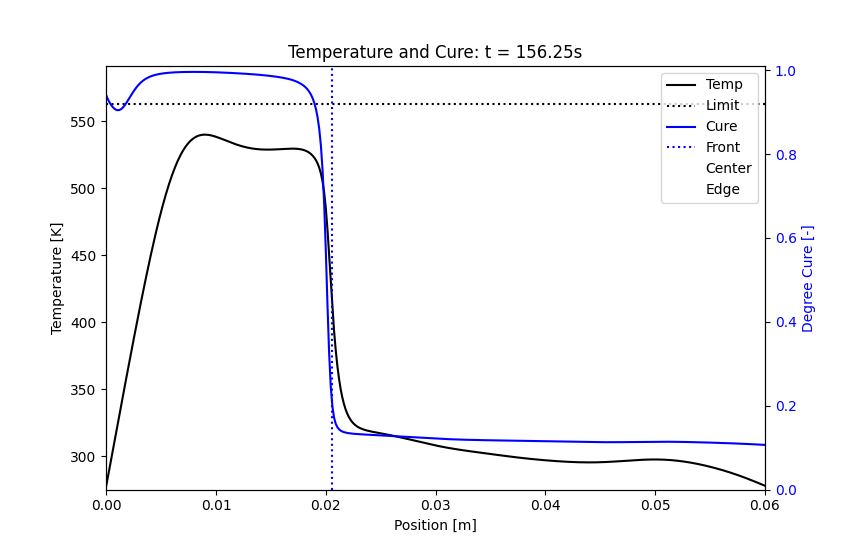 Temperature and Cure: t = 156.25s
Temp
Limit
Cure
Front
Center
Edge
Temperature [K]
550
500
450
400
350
300
Degree Cure [-]
1.0
0.8
0.6
0.4
0.2
0.0
0.00 0.01 0.02 0.03 0.04 0.05 0.06
Position [m]